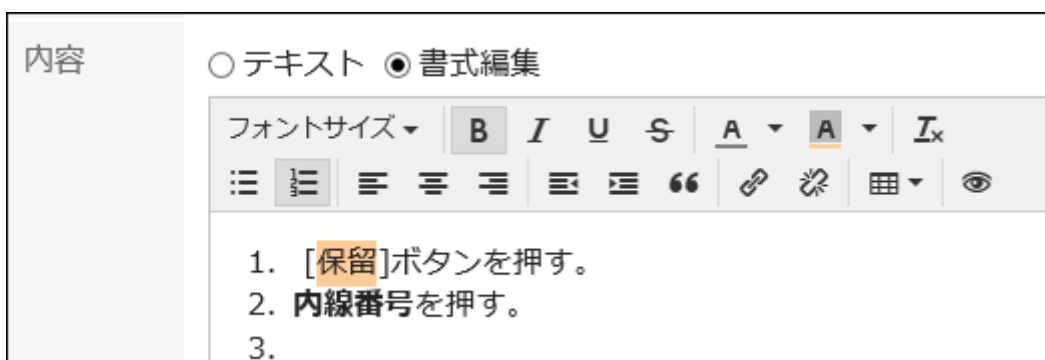 内容
テキスト 書式編集
フォントサイズ B I U S A A Tx
1. [保留]ボタンを押す。
2. 内線番号を押す。
3.